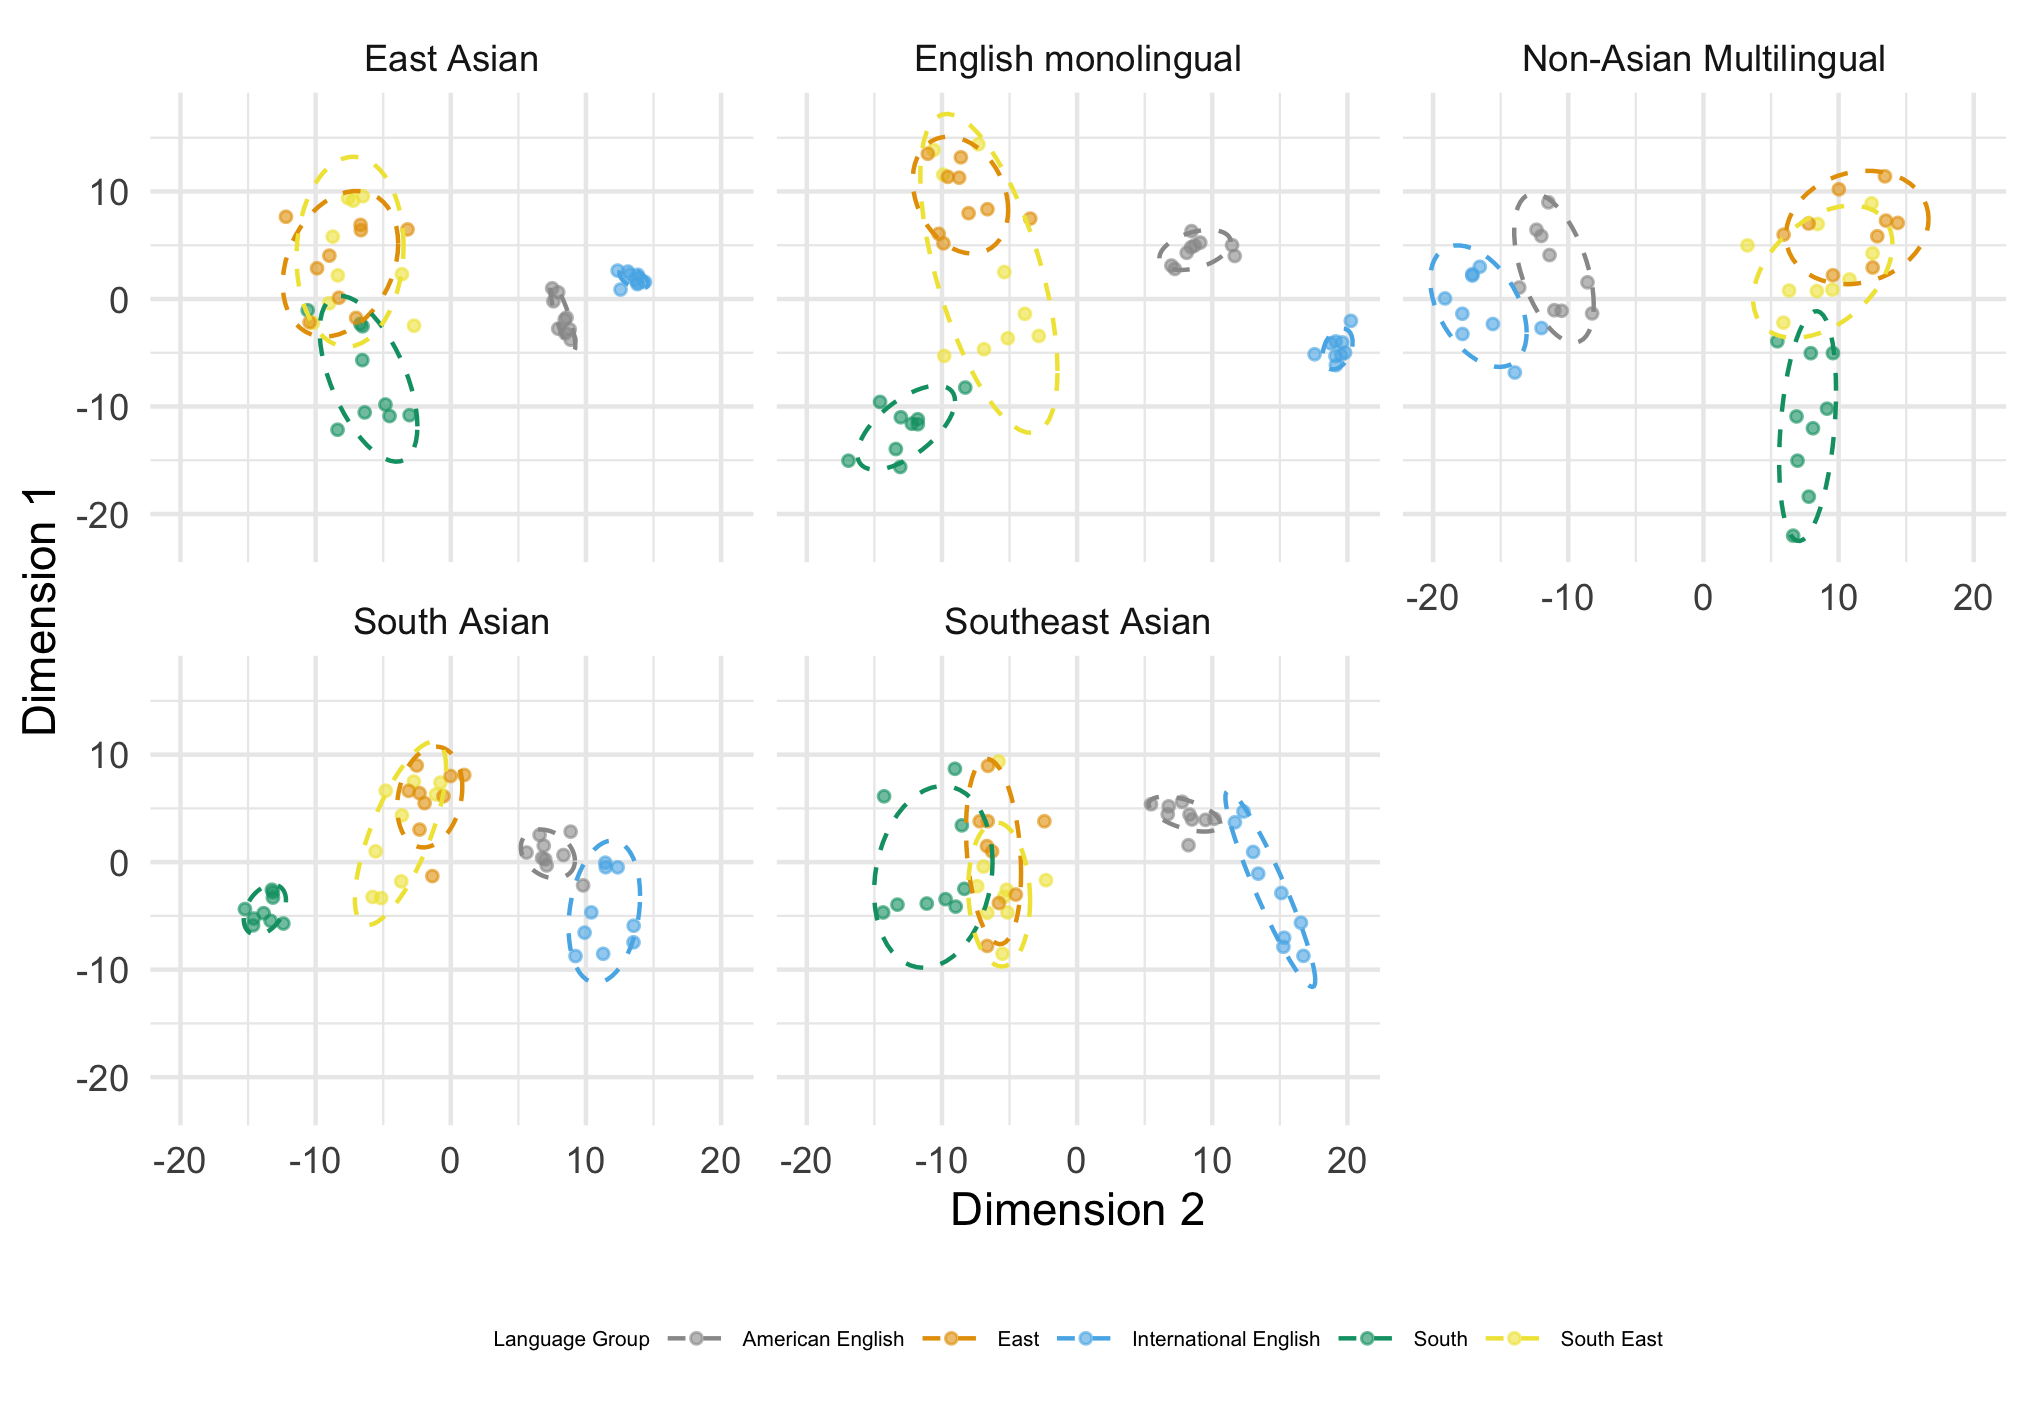 East Asian
English monolingual
Non-Asian Multilingual
10
0
-10
-20
-20 -10 0 10 20
South Asian
Southeast Asian
Dimension 1
10
0
-10
-20
-20 -10 0 10 20
-20 -10 0 10 20
Dimension 2
Language Group American English East International English South South East